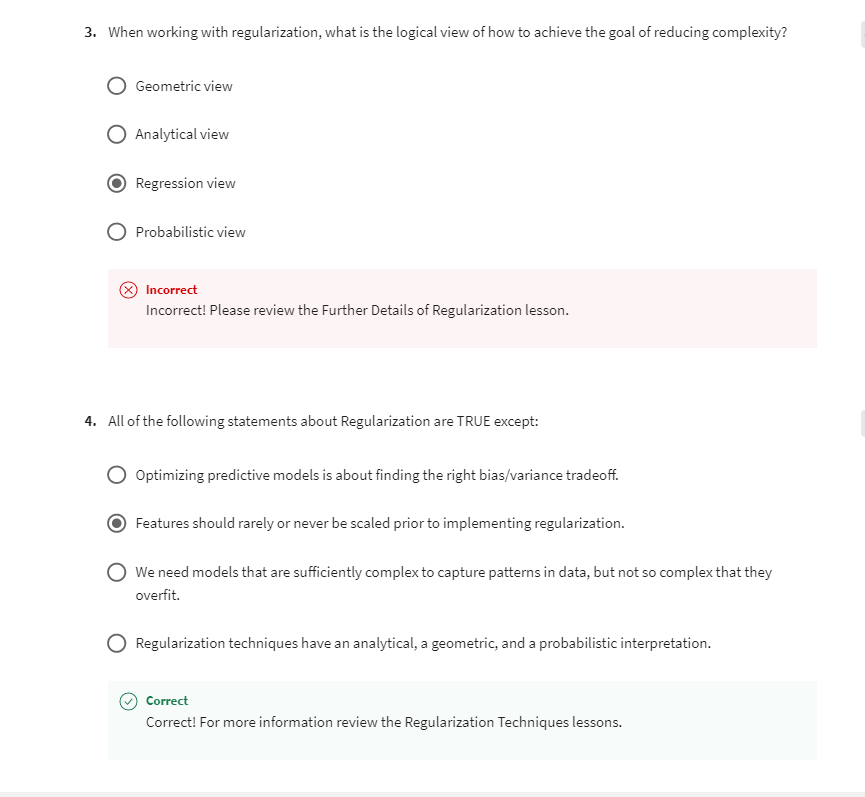 3. When working with regularization, what is the logical view of how to achieve the goal of reducing complexity?
Geometric view
Analytical view
Regression view
Probabilistic view
Incorrect
Incorrect! Please review the Further Details of Regularization lesson.
4. All of the following statements about Regularization are TRUE except:
Optimizing predictive models is about finding the right bias/variance tradeoff.
Features should rarely or never be scaled prior to implementing regularization.
We need models that are sufficiently complex to capture patterns in data, but not so complex that they
overfit.
Regularization techniques have an analytical, a geometric, and a probabilistic interpretation.
Correct
Correct! For more information review the Regularization Techniques lessons.